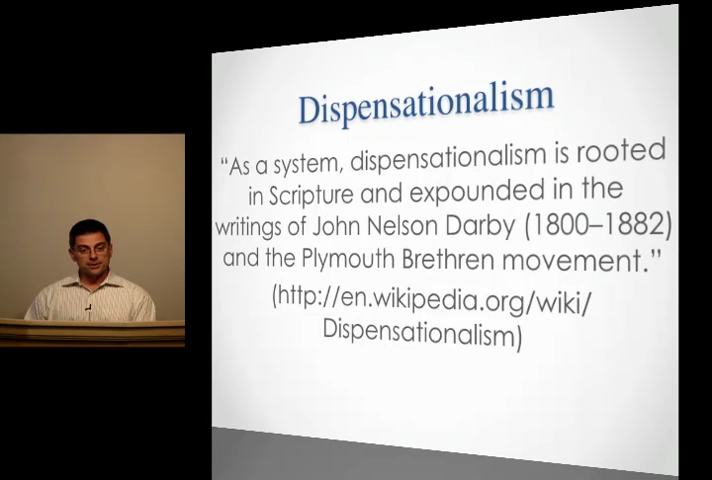 Dispensationalism
“As a system, dispensationalism is rooted
in Scripture and expounded in the
writings of John Nelson Darby (1800–1882)
and the Plymouth Brethren movement.”
(http://en.wikipedia.org/wiki/
Dispensationalism)